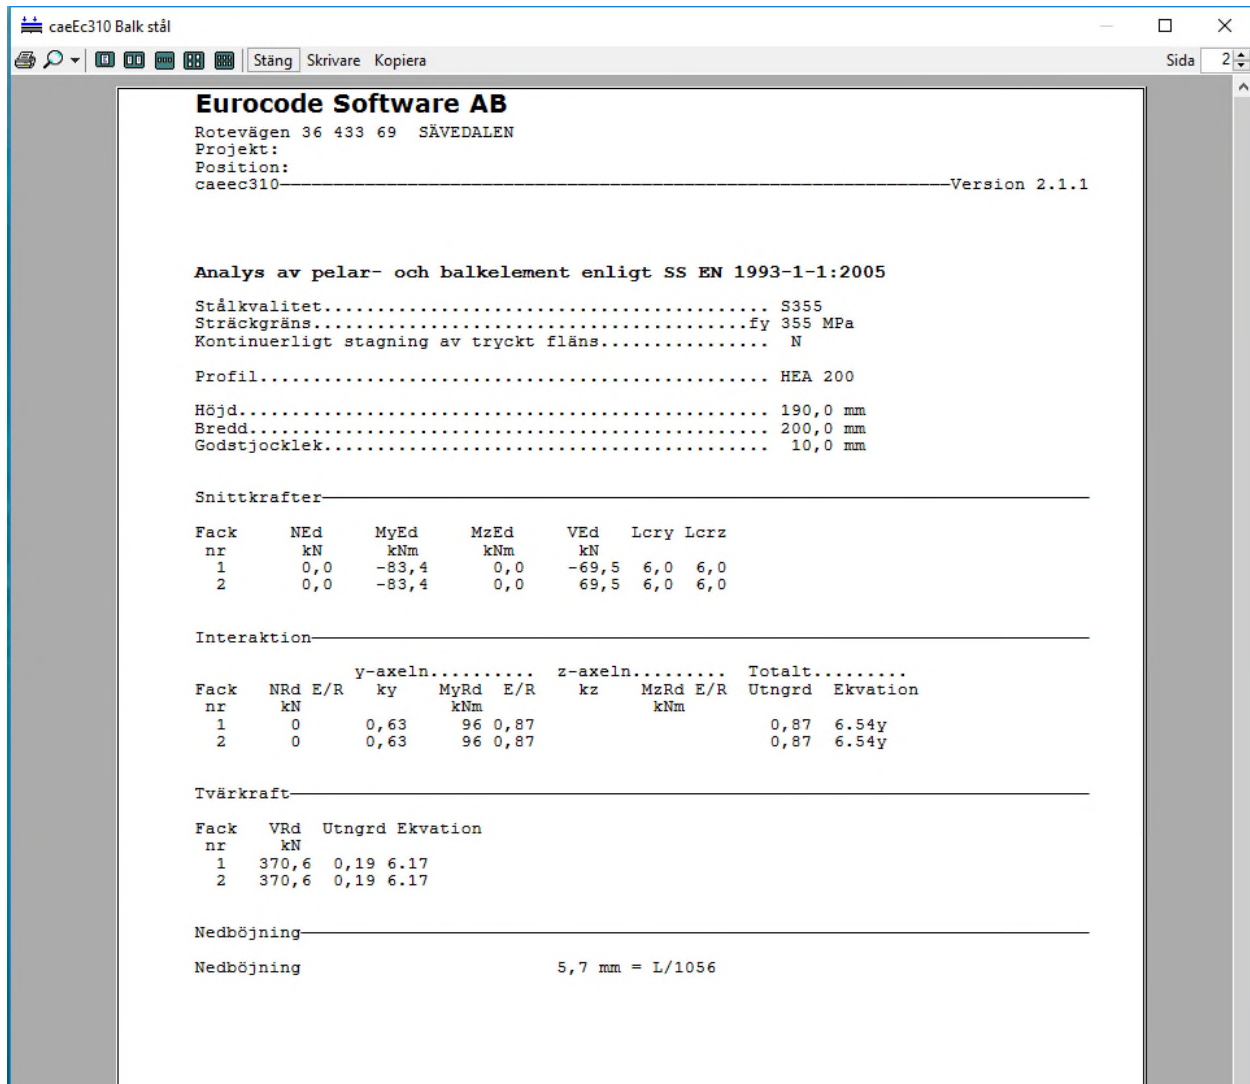 caeEc310 Balk stål
Stäng Skrivare Kopiera Sida 2
Eurocode Software AB
Rotevägen 36 433 69 SÄVEDALEN
Projekt:
Position:
caeec310 Version 2.1.1
Analys av pelar- och balkelement enligt SS EN 1993-1-1:2005
Stålkvalitet.......................................... S355
Sträckgräns.........................................fy 355 MPa
Kontinuerligt stagning av tryckt fläns................ N
Profil................................................ HEA 200
Höjd.................................................. 190,0 mm
Bredd................................................. 200,0 mm
Godstjocklek.......................................... 10,0 mm
Snittkrafter
Fack NEd MyEd MzEd VEd Lcry Lcrz
nr kN kNm kNm kN
1 0,0 -83,4 0,0 -69,5 6,0 6,0
2 0,0 -83,4 0,0 69,5 6,0 6,0
Interaktion
y-axeln.......... z-axeln......... Totalt.........
Fack NRd E/R ky MyRd E/R kz MzRd E/R Utngrd Ekvation
nr kN kNm kNm
1 0 0,63 96 0,87 0,87 6.54y
2 0 0,63 96 0,87 0,87 6.54y
Tvärkraft
Fack VRd Utngrd Ekvation
nr kN
1 370,6 0,19 6.17
2 370,6 0,19 6.17
Nedböjning
Nedböjning 5,7 mm = L/1056